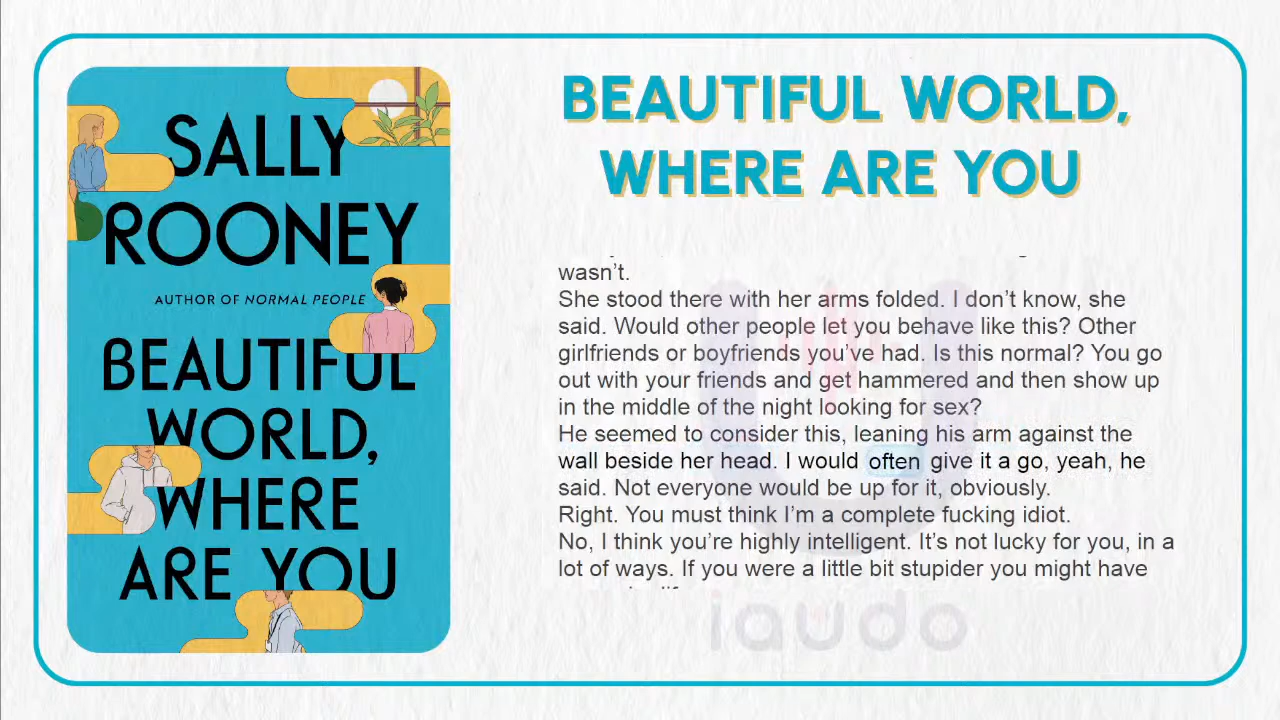 SALLY
ROONEY
AUTHOR OF NORMAL PEOPLE
BEAUTIFUL
WORLD,
WHERE
ARE YOU
BEAUTIFUL WORLD,
WHERE ARE YOU
wasn’t.
She stood there with her arms folded. I don’t know, she
said. Would other people let you behave like this? Other
girlfriends or boyfriends you’ve had. Is this normal? You go
out with your friends and get hammered and then show up
in the middle of the night looking for sex?
He seemed to consider this, leaning his arm against the
wall beside her head. I would often give it a go, yeah, he
said. Not everyone would be up for it, obviously.
Right. You must think I’m a complete fucking idiot.
No, I think you’re highly intelligent. It’s not lucky for you, in a
lot of ways. If you were a little bit stupider you might have
iaudo